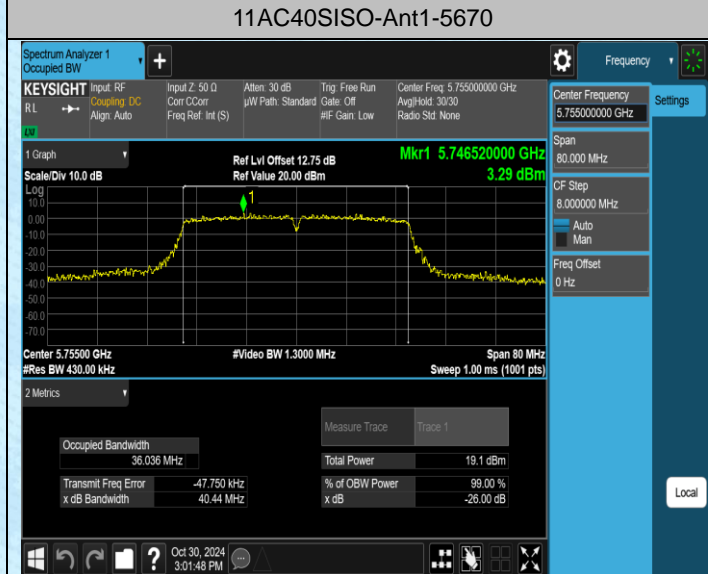 11AC40SISO-Ant1-5670
Spectrum Analyzer 1
Occupied BW
Frequency
KEYSIGHT
Input: RF
Coupling: DC
Align: Auto
RL
Input Z: 50 Ω
Corr CCorr
Freq Ref: Int (S)
Atten: 30 dB
µW Path: Standard
Trig: Free Run
Gate: Off
#IF Gain: Low
Center Freq: 5.755000000 GHz
Avg|Hold: 30/30
Radio Std: None
Center Frequency
5.755000000 GHz
Settings
Span
80.000 MHz
CF Step
8.000000 MHz
Auto
Man
Freq Offset
0 Hz
1 Graph
Scale/Div 10.0 dB
Ref Lvl Offset 12.75 dB
Ref Value 20.00 dBm
Mkr1 5.746520000 GHz
3.29 dBm
Log
10.0
0.00
-10.0
-20.0
-30.0
-40.0
-50.0
-60.0
-70.0
1
Center 5.75500 GHz
#Res BW 430.00 kHz
#Video BW 1.3000 MHz
Span 80 MHz
Sweep 1.00 ms (1001 pts)
2 Metrics
Measure Trace Trace 1
Occupied Bandwidth
36.036 MHz
Total Power 19.1 dBm
Transmit Freq Error -47.750 kHz
% of OBW Power 99.00 %
x dB Bandwidth 40.44 MHz
x dB -26.00 dB
Local
?
Oct 30, 2024
3:01:48 PM